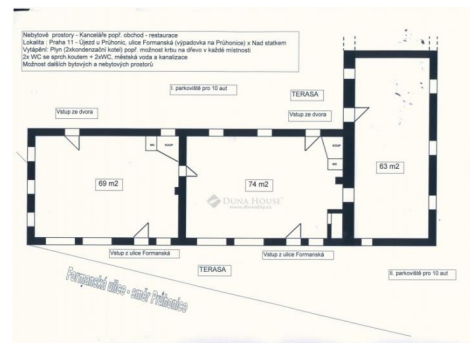 Nebytové prostory - Kanceláře popř. obchod - restaurace
Lokalita : Praha 11 - Újezd u Průhonic, ulice Formanská (výpadovka na Průhonice) x Nad statkem
Vytápění: Plyn (2xkondenzační kotel) popř. možnost krbu na dřevo v každé místnosti
2x WC se sprch.koutem + 2xWC, městská voda a kanalizace
Možnost dalších bytových a nebytových prostorů
I. parkoviště pro 10 aut
TERASA
Vstup ze dvora
Vstup ze dvora
69 m2
74 m2
63 m2
DUNA HOUSE
Vstup z ulice Formanská
Vstup z ulice Formanská
TERASA
II. parkoviště pro 10 aut
Formanská ulice - směr Průhonice